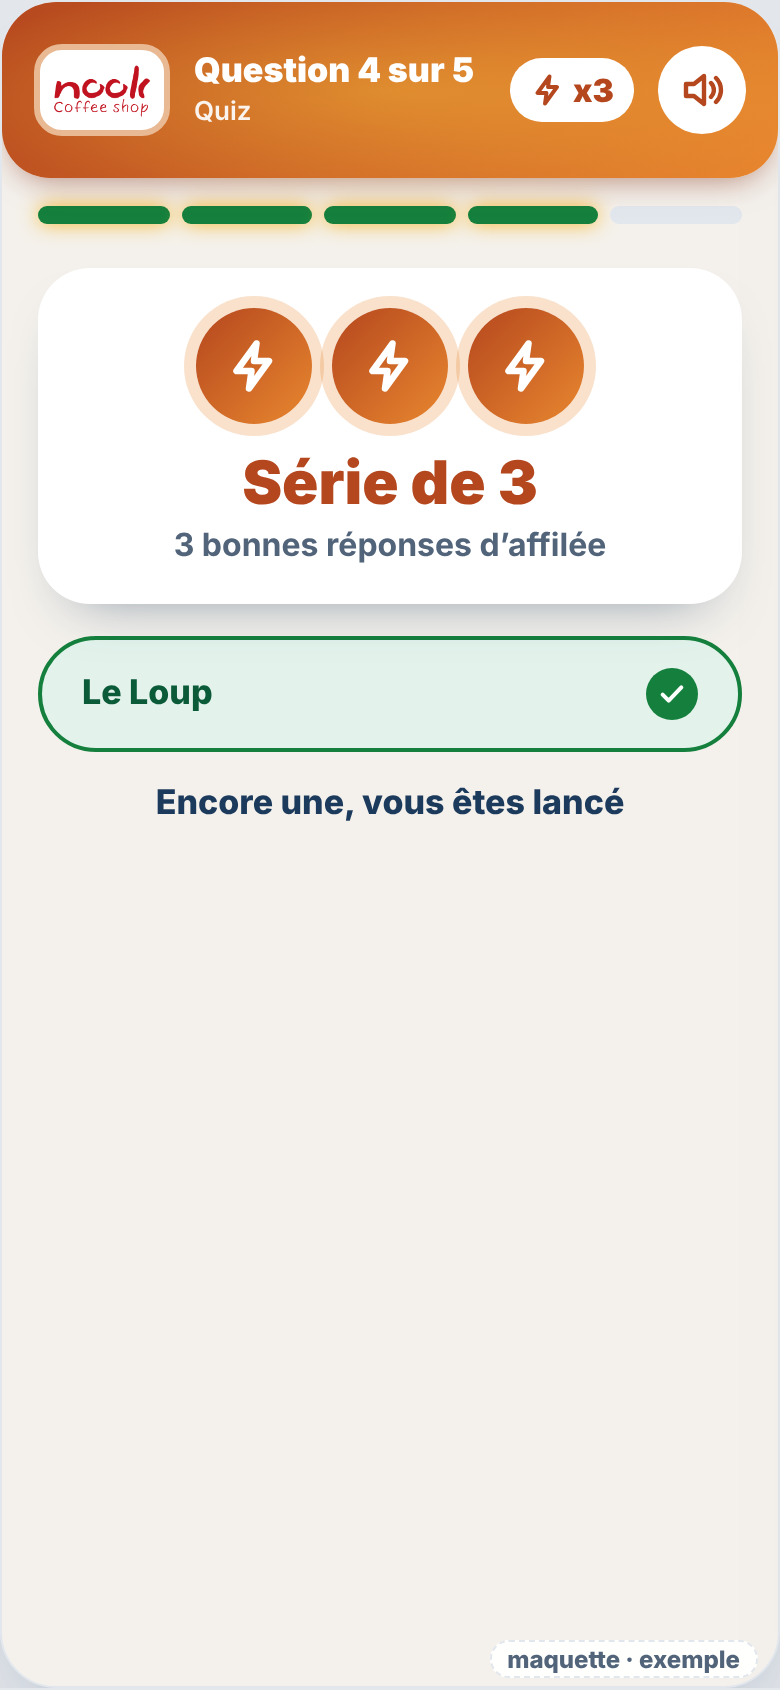 nook
Coffee shop
Question 4 sur 5
Quiz
x3
Série de 3
3 bonnes réponses d’affilée
Le Loup
Encore une, vous êtes lancé
maquette · exemple